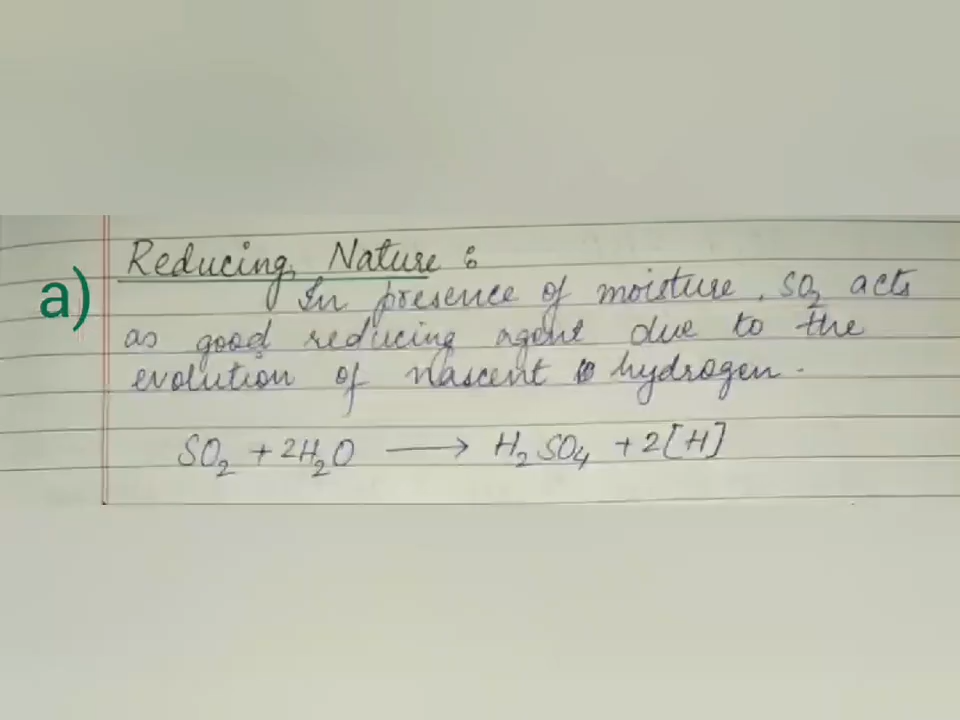 Reducing Nature :
a)
In presence of moisture, SO₂ acts
as good reducing agent due to the
evolution of nascent hydrogen.
SO₂ + 2H₂O ⟶ H₂SO₄ + 2[H]